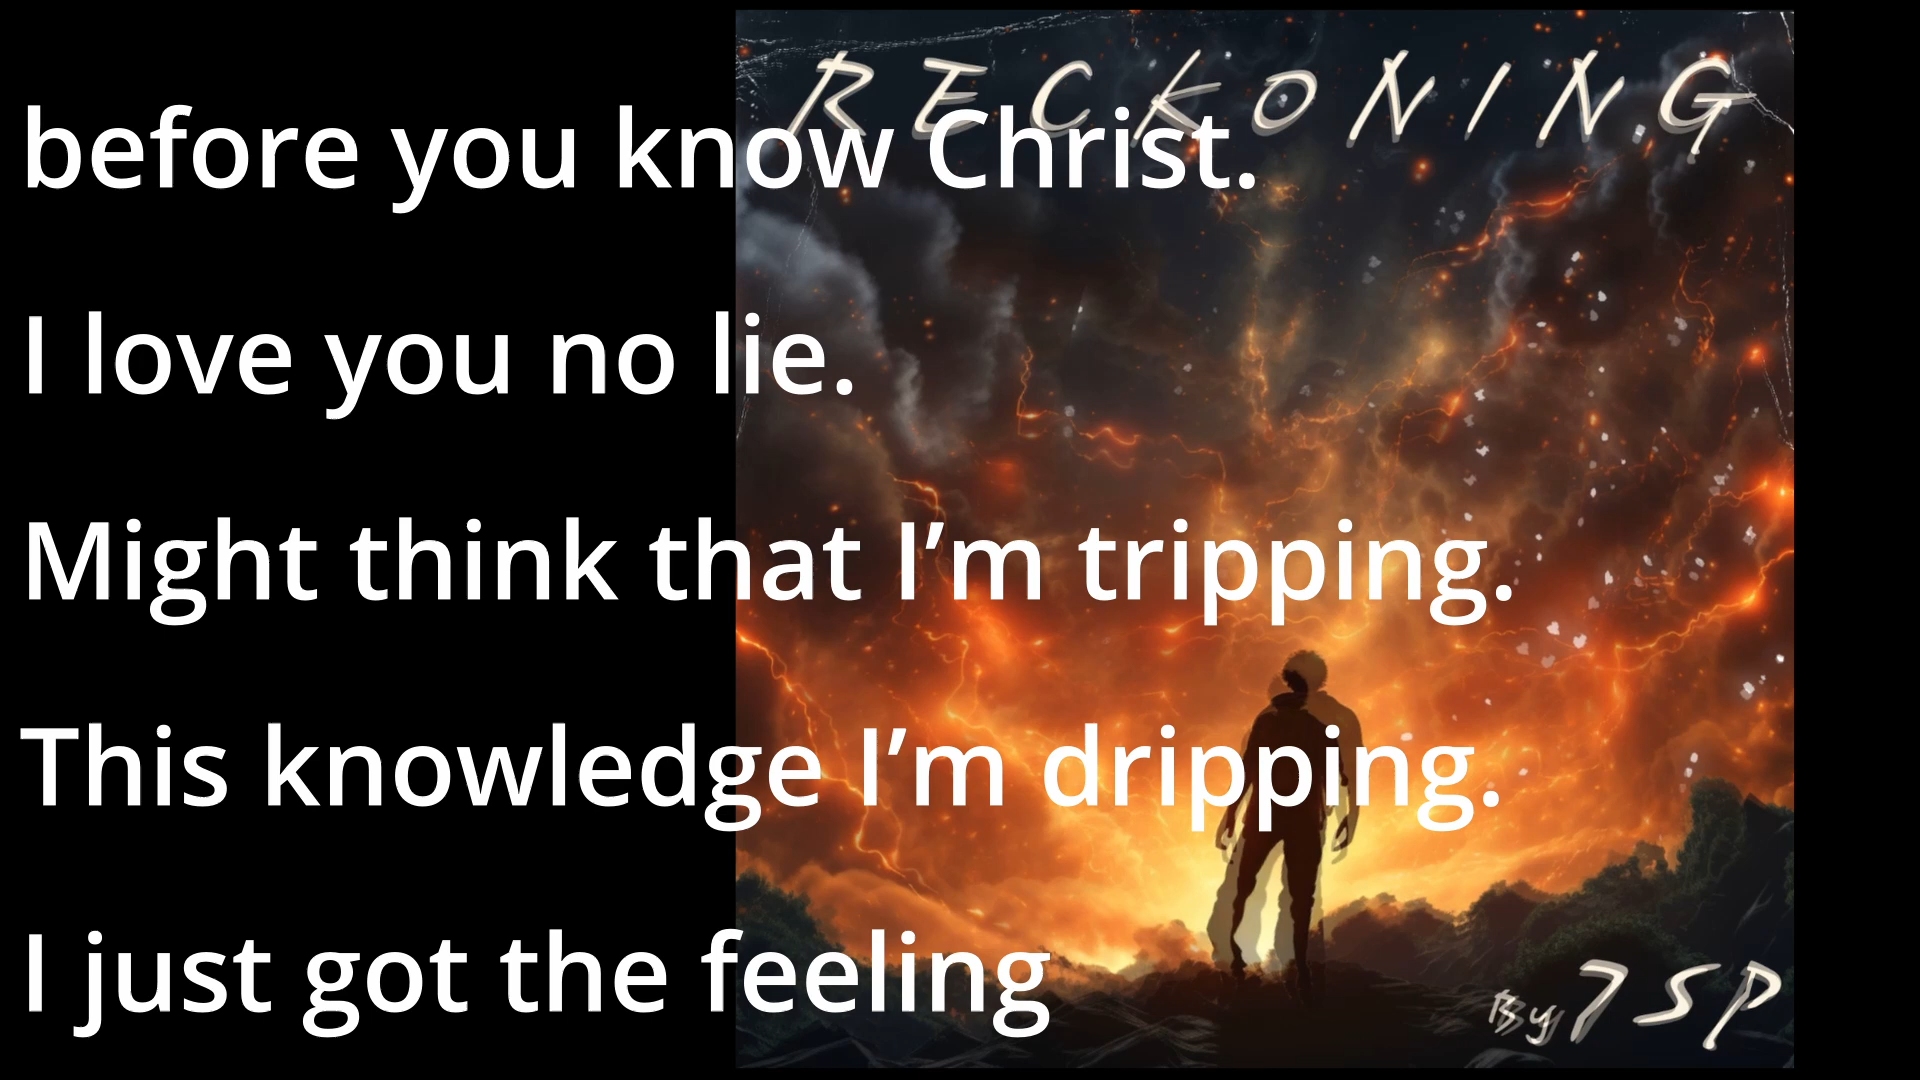 RECKONING
before you know Christ.
I love you no lie.
Might think that I’m tripping.
This knowledge I’m dripping.
I just got the feeling
By 7SP